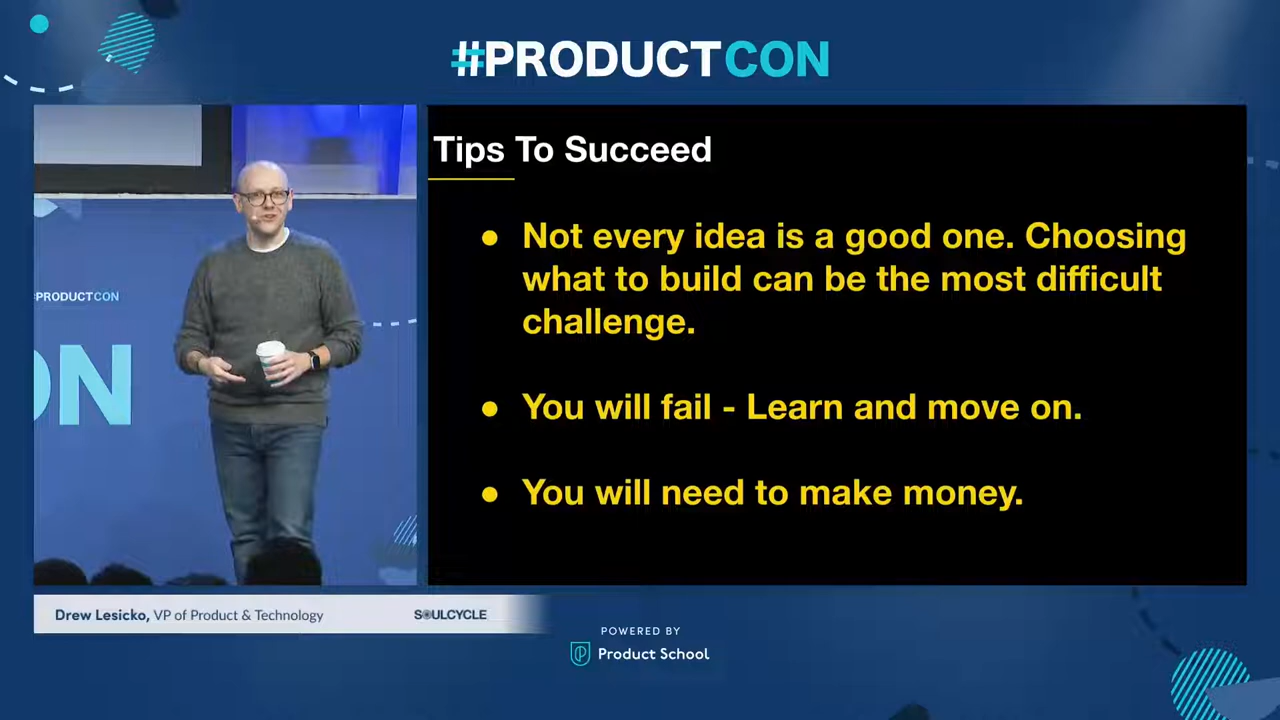 #PRODUCTCON
Tips To Succeed
● Not every idea is a good one. Choosing
what to build can be the most difficult
challenge.
● You will fail - Learn and move on.
● You will need to make money.
#PRODUCTCON
ON
Drew Lesicko, VP of Product & Technology
SOULCYCLE
POWERED BY
Product School